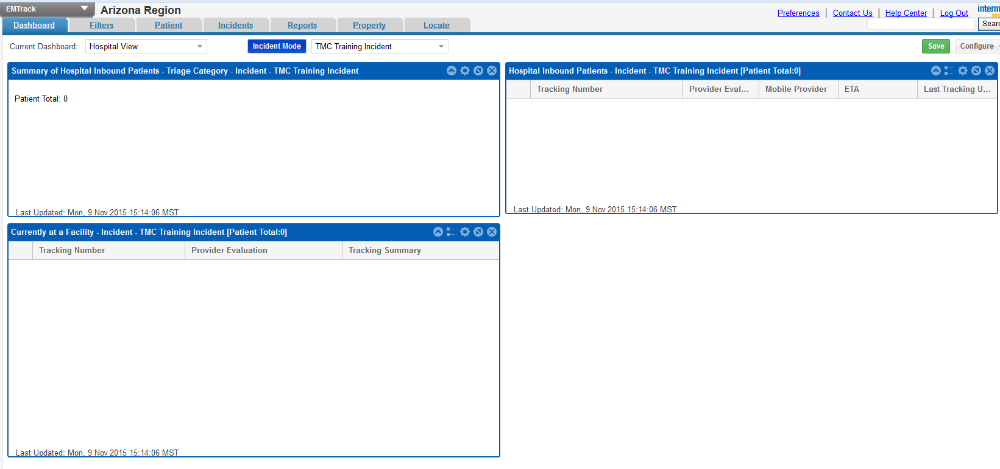 EMTrack
Arizona Region
Preferences | Contact Us | Help Center | Log Out
Dashboard Filters Patient Incidents Reports Property Locate
Current Dashboard: Hospital View Incident Mode TMC Training Incident Save Configure
Summary of Hospital Inbound Patients - Triage Category - Incident - TMC Training Incident
Patient Total: 0
Last Updated: Mon, 9 Nov 2015 15:14:06 MST
Hospital Inbound Patients - Incident - TMC Training Incident [Patient Total:0]
Tracking Number Provider Eval... Mobile Provider ETA Last Tracking U...
Last Updated: Mon, 9 Nov 2015 15:14:06 MST
Currently at a Facility - Incident - TMC Training Incident [Patient Total:0]
Tracking Number Provider Evaluation Tracking Summary
Last Updated: Mon, 9 Nov 2015 15:14:06 MST